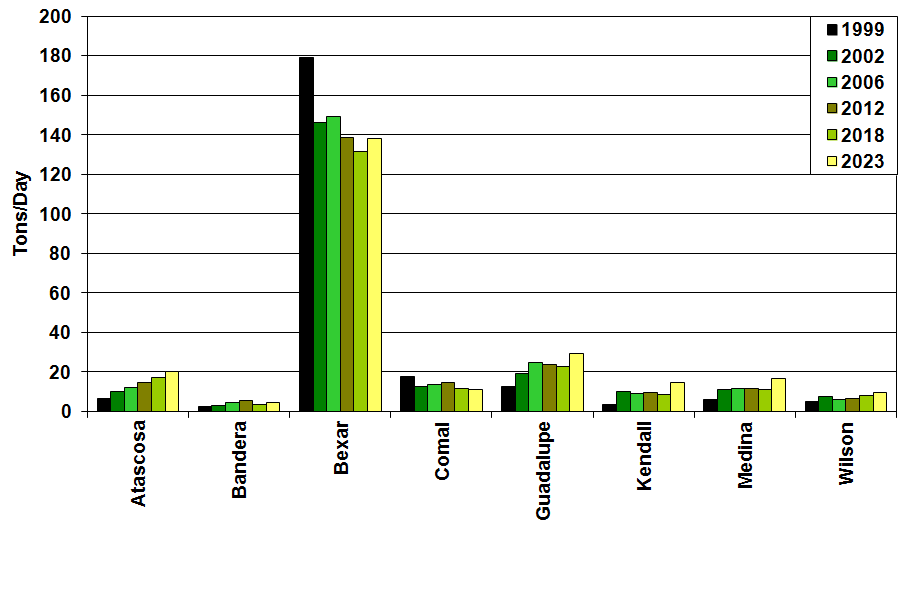 200
180
160
140
120
100
80
60
40
20
0
Tons/Day
1999
2002
2006
2012
2018
2023
Atascosa
Bandera
Bexar
Comal
Guadalupe
Kendall
Medina
Wilson